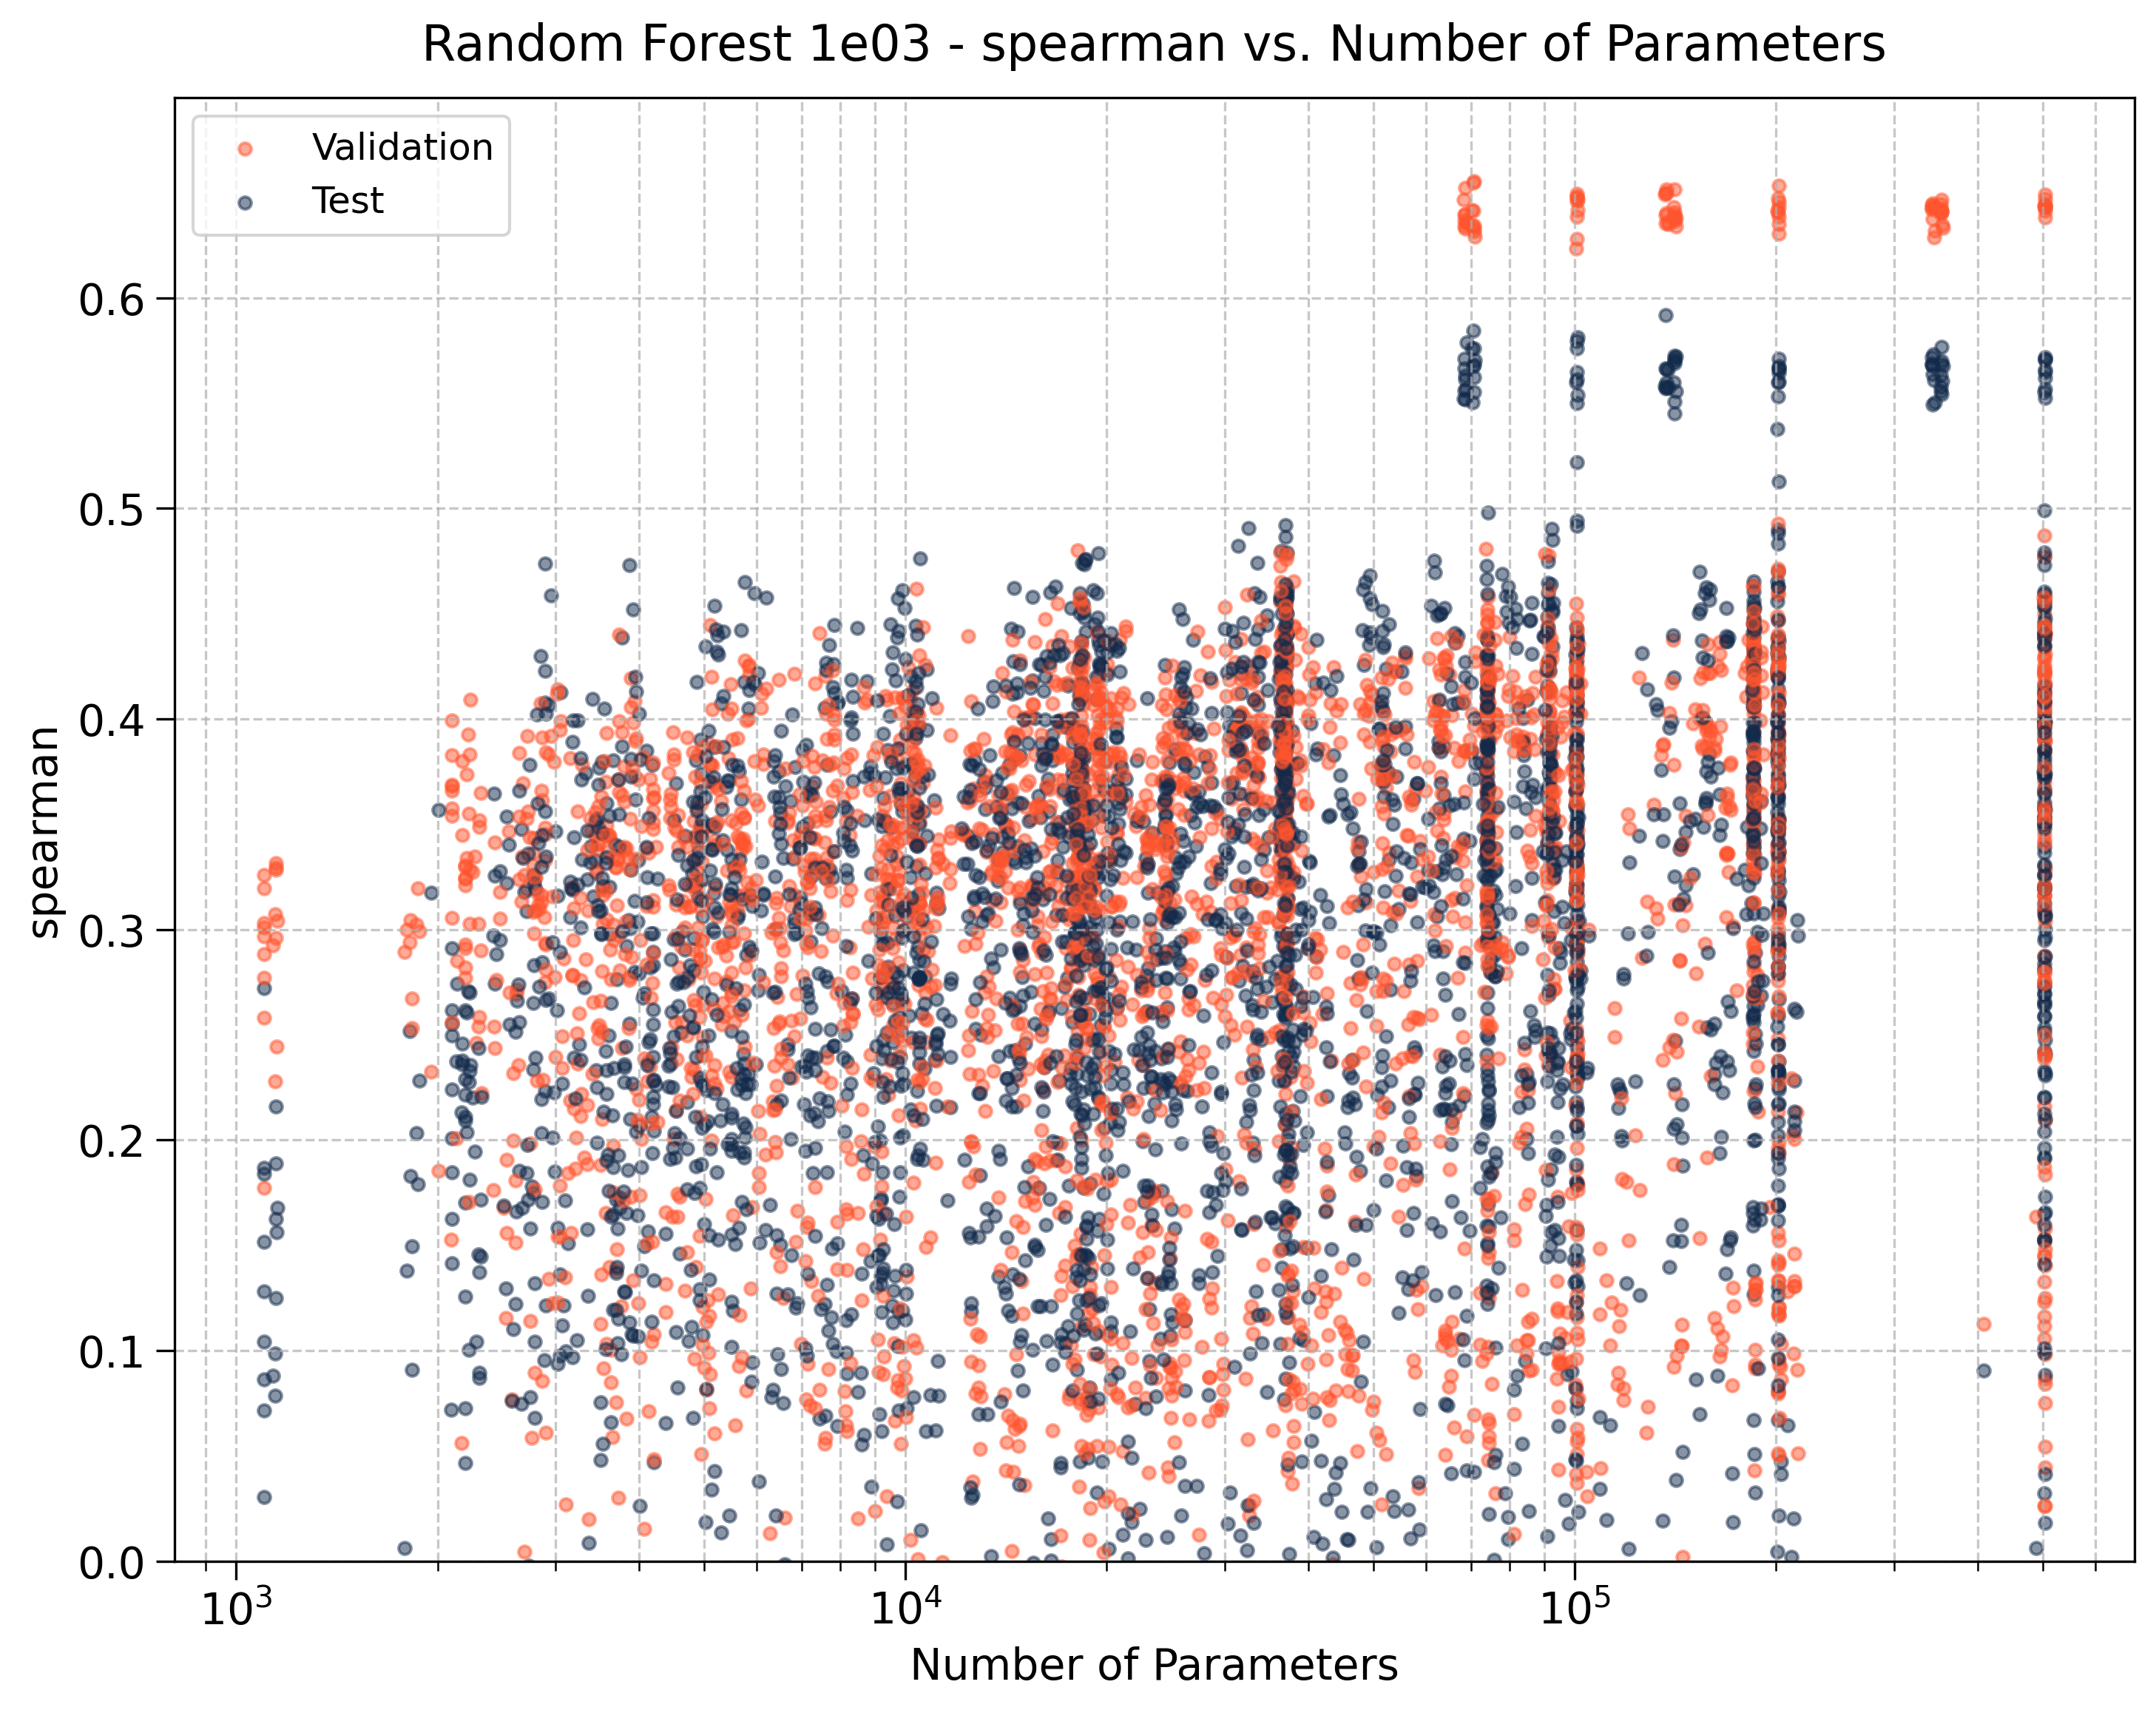 Random Forest 1e03 - spearman vs. Number of Parameters
Validation
Test
0.6
0.5
0.4
0.3
0.2
0.1
0.0
spearman
10³
10⁴
10⁵
Number of Parameters